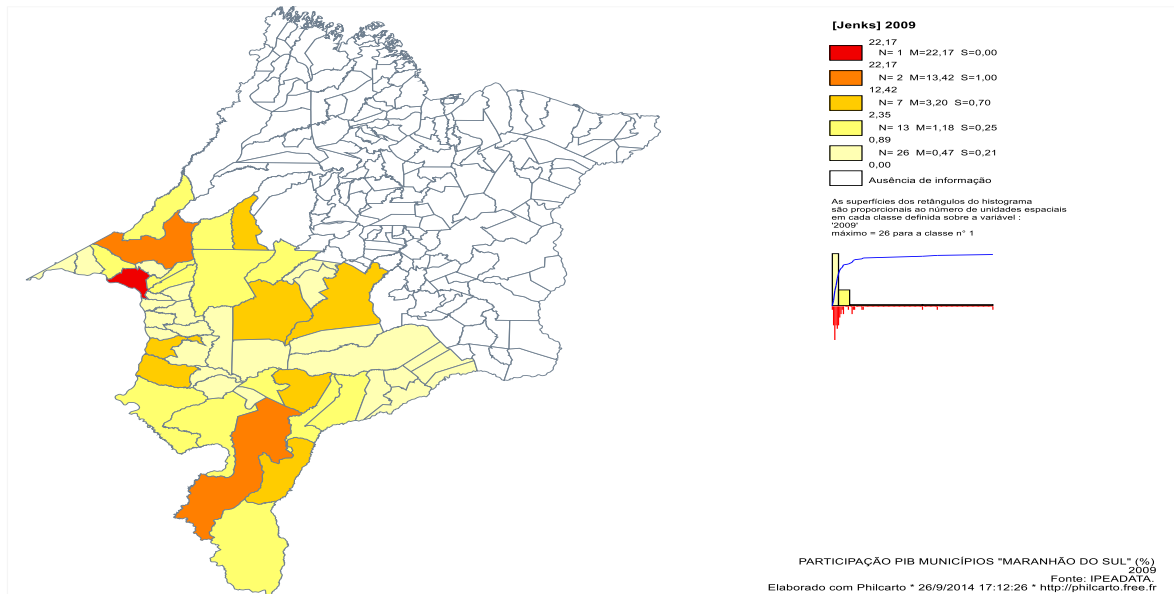 [Jenks] 2009
22,17
N= 1 M=22,17 S=0,00
22,17
N= 2 M=13,42 S=1,00
12,42
N= 7 M=3,20 S=0,70
2,35
N= 13 M=1,18 S=0,25
0,89
N= 26 M=0,47 S=0,21
0,00
Ausência de informação
As superfícies dos retângulos do histograma
são proporcionais ao número de unidades espaciais
em cada classe definida sobre a variável :
'2009'
máximo = 26 para a classe n° 1
PARTICIPAÇÃO PIB MUNICÍPIOS "MARANHÃO DO SUL" (%)
2009
Fonte: IPEADATA.
Elaborado com Philcarto * 26/9/2014 17:12:26 * http://philcarto.free.fr